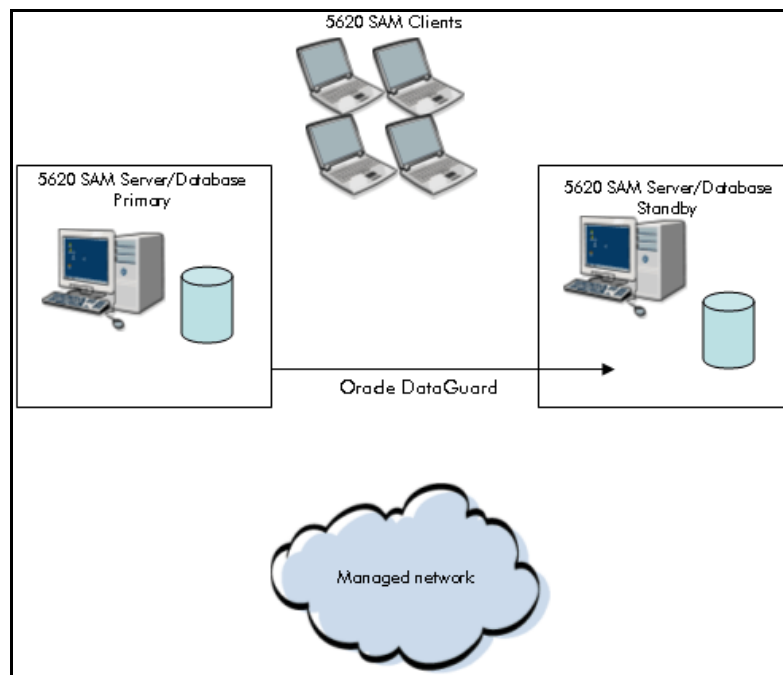 5620 SAM Clients
5620 SAM Server/Database
Primary
5620 SAM Server/Database
Standby
Oracle DataGuard
Managed network